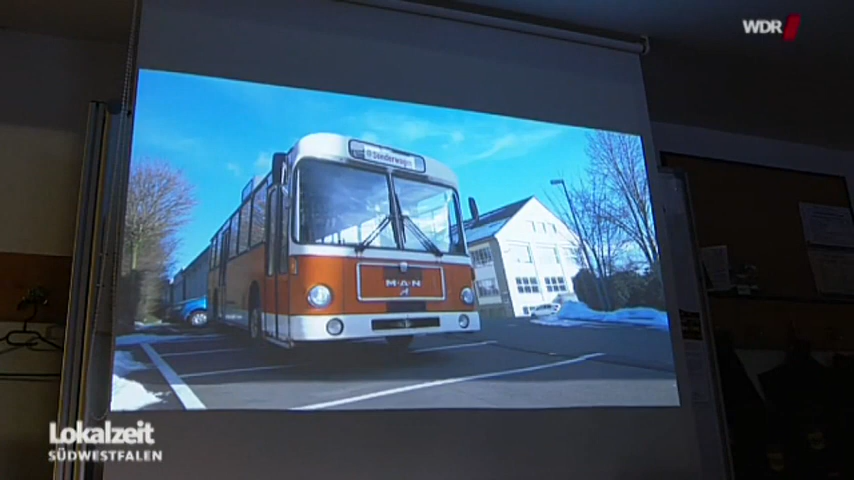 WDR
Sonderwagen
MAN
Lokalzeit
SÜDWESTFALEN